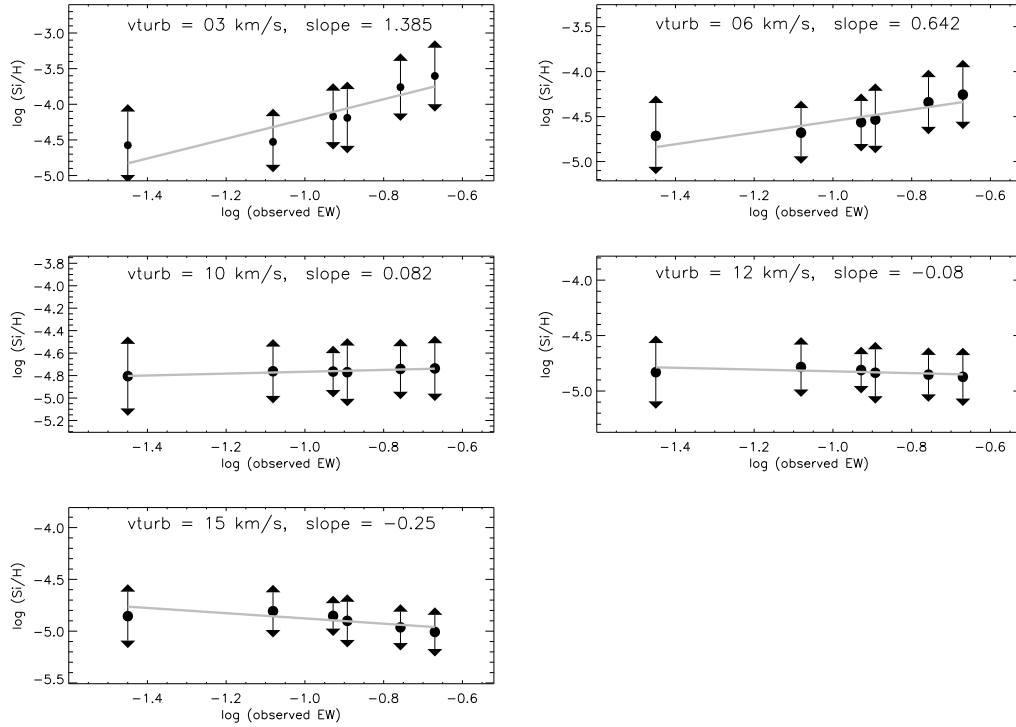 vturb = 03 km/s, slope = 1.385
log (Si/H)
−3.0
−3.5
−4.0
−4.5
−5.0
−1.4 −1.2 −1.0 −0.8 −0.6
log (observed EW)
vturb = 06 km/s, slope = 0.642
log (Si/H)
−4.0
−4.5
−5.0
−1.4 −1.2 −1.0 −0.8 −0.6
log (observed EW)
vturb = 10 km/s, slope = 0.082
log (Si/H)
−3.8
−4.0
−4.2
−4.4
−4.6
−4.8
−5.0
−5.2
−1.4 −1.2 −1.0 −0.8 −0.6
log (observed EW)
vturb = 12 km/s, slope = −0.08
log (Si/H)
−4.0
−4.5
−5.0
−1.4 −1.2 −1.0 −0.8 −0.6
log (observed EW)
vturb = 15 km/s, slope = −0.25
log (Si/H)
−4.0
−4.5
−5.0
−5.5
−1.4 −1.2 −1.0 −0.8 −0.6
log (observed EW)